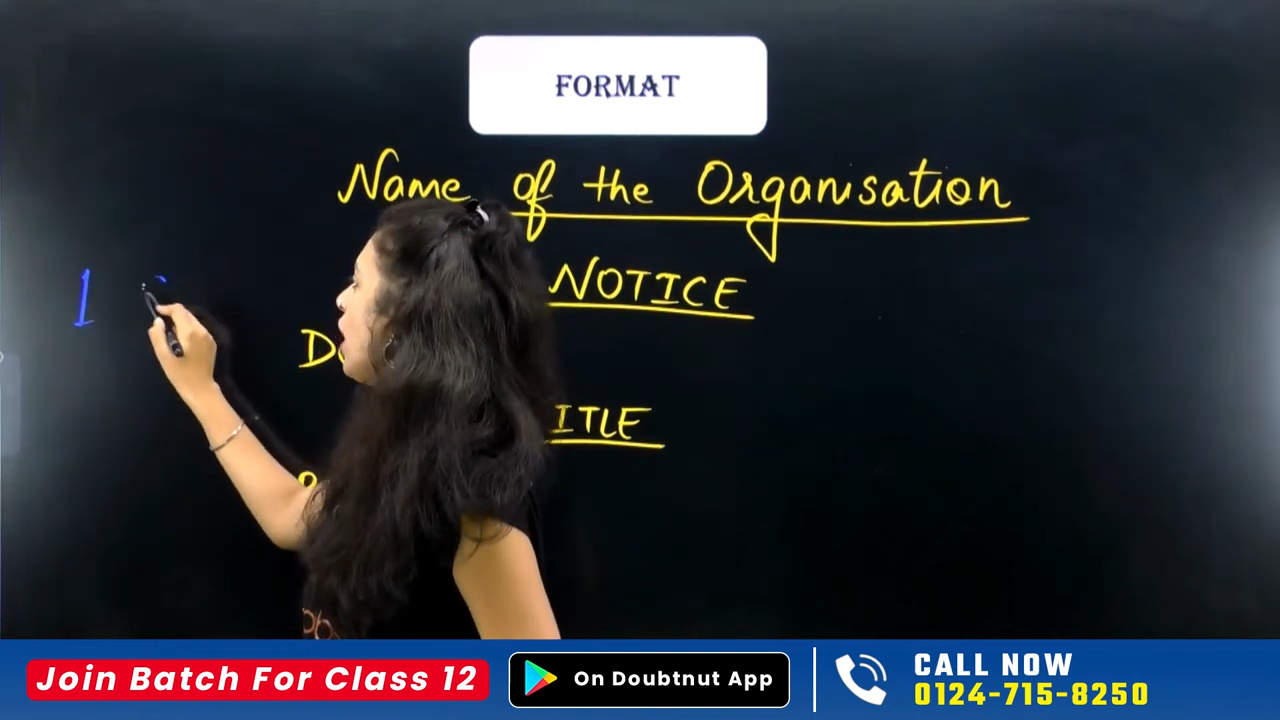 FORMAT
Name of the Organisation
NOTICE
1
Join Batch For Class 12
On Doubtnut App
CALL NOW
0124-715-8250